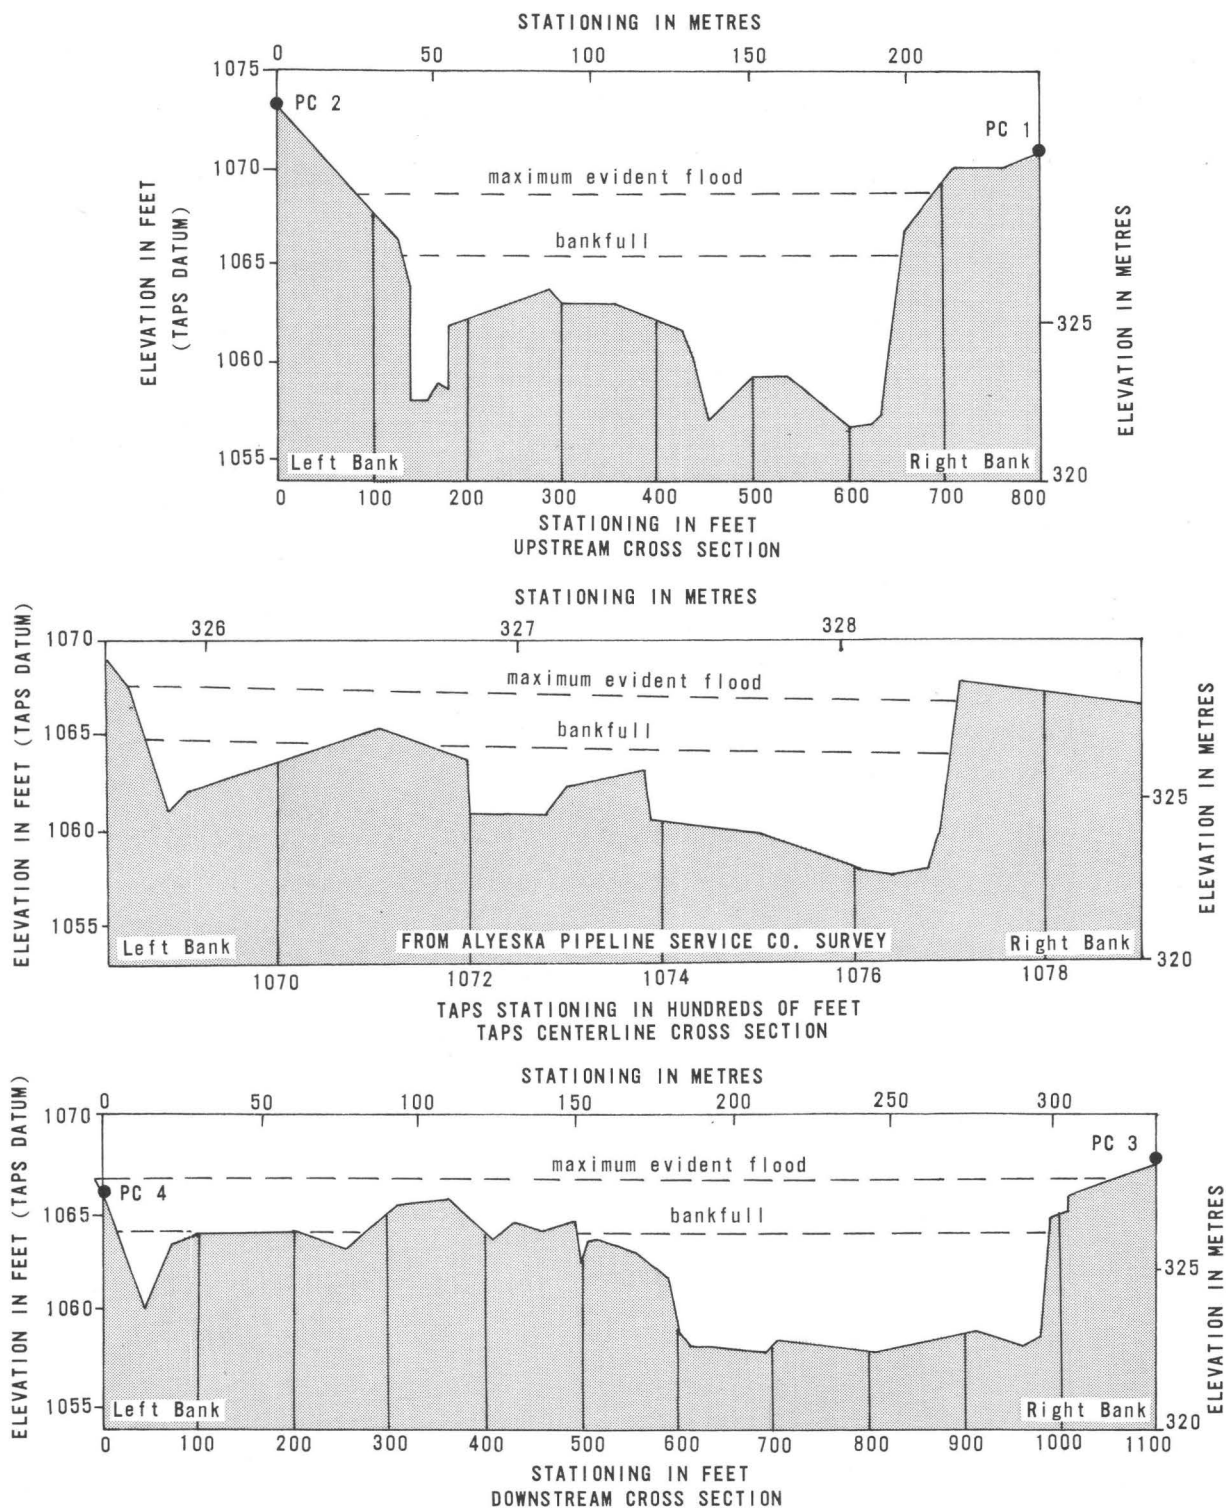 STATIONING IN METRES
0 50 100 150 200
1075
PC 2
PC 1
1070
maximum evident flood
ELEVATION IN FEET
(TAPS DATUM)
bankfull
1065
ELEVATION IN METRES
325
1060
1055
Left Bank
Right Bank
320
0 100 200 300 400 500 600 700 800
STATIONING IN FEET
UPSTREAM CROSS SECTION
STATIONING IN METRES
326 327 328
1070
maximum evident flood
ELEVATION IN FEET (TAPS DATUM)
bankfull
1065
ELEVATION IN METRES
325
1060
1055
Left Bank
FROM ALYESKA PIPELINE SERVICE CO. SURVEY
Right Bank
320
1070 1072 1074 1076 1078
TAPS STATIONING IN HUNDREDS OF FEET
TAPS CENTERLINE CROSS SECTION
STATIONING IN METRES
0 50 100 150 200 250 300
1070
PC 3
maximum evident flood
PC 4
ELEVATION IN FEET (TAPS DATUM)
bankfull
1065
ELEVATION IN METRES
325
1060
1055
Left Bank
Right Bank
320
0 100 200 300 400 500 600 700 800 900 1000 1100
STATIONING IN FEET
DOWNSTREAM CROSS SECTION